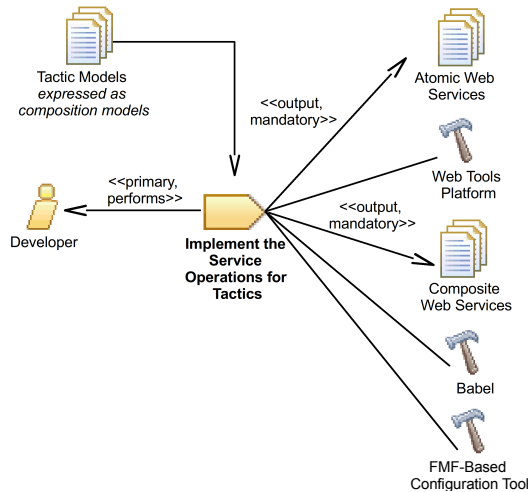 Tactic Models
expressed as
composition models
<<output,
mandatory>>
Atomic Web
Services
Web Tools
Platform
<<primary,
performs>>
Developer
Implement the
Service
Operations for
Tactics
<<output,
mandatory>>
Composite
Web Services
Babel
FMF-Based
Configuration Tool